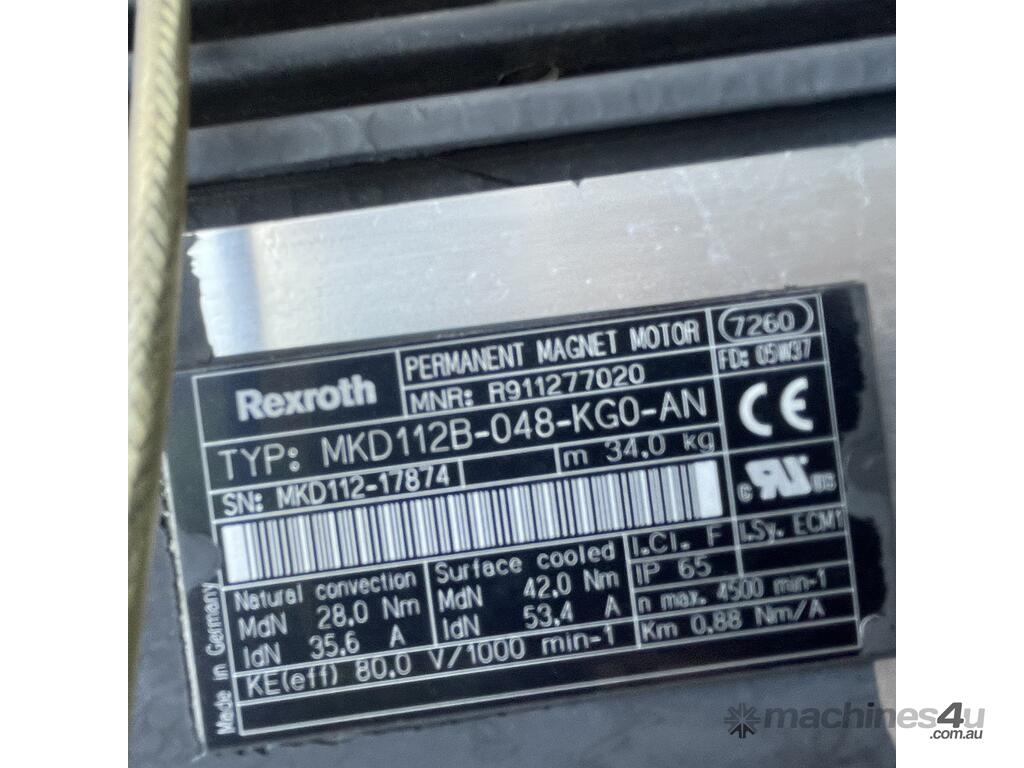 Rexroth
PERMANENT MAGNET MOTOR
7260
MNR: R911277020
FD: 05W37
TYP: MKD112B-048-KG0-AN
CE
SN: MKD112-17874
m 34.0 kg
c RU US
Natural convection
MdN 28.0 Nm
IdN 35.6 A
Surface cooled
MdN 42.0 Nm
IdN 53.4 A
I.Cl. F
I.Sy. ECM1
IP 65
n max. 4500 min-1
Km 0.88 Nm/A
KE(eff) 80.0 V/1000 min-1
Made in Germany
machines4u
.com.au